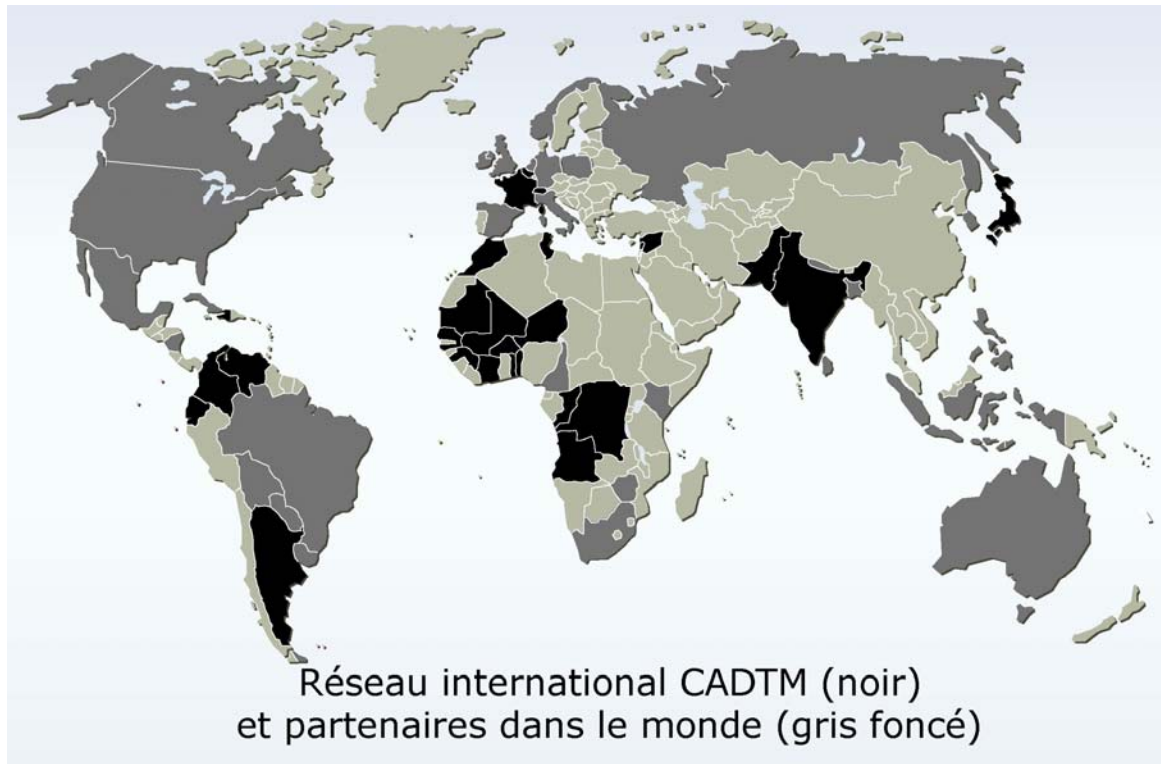 Réseau international CADTM (noir)
et partenaires dans le monde (gris foncé)